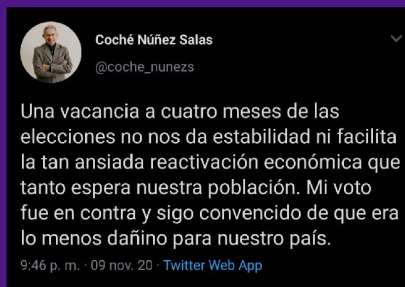 Coché Núñez Salas
@coche_nunezs
Una vacancia a cuatro meses de las
elecciones no nos da estabilidad ni facilita
la tan ansiada reactivación económica que
tanto espera nuestra población. Mi voto
fue en contra y sigo convencido de que era
lo menos dañino para nuestro país.
9:46 p. m. · 09 nov. 20 · Twitter Web App